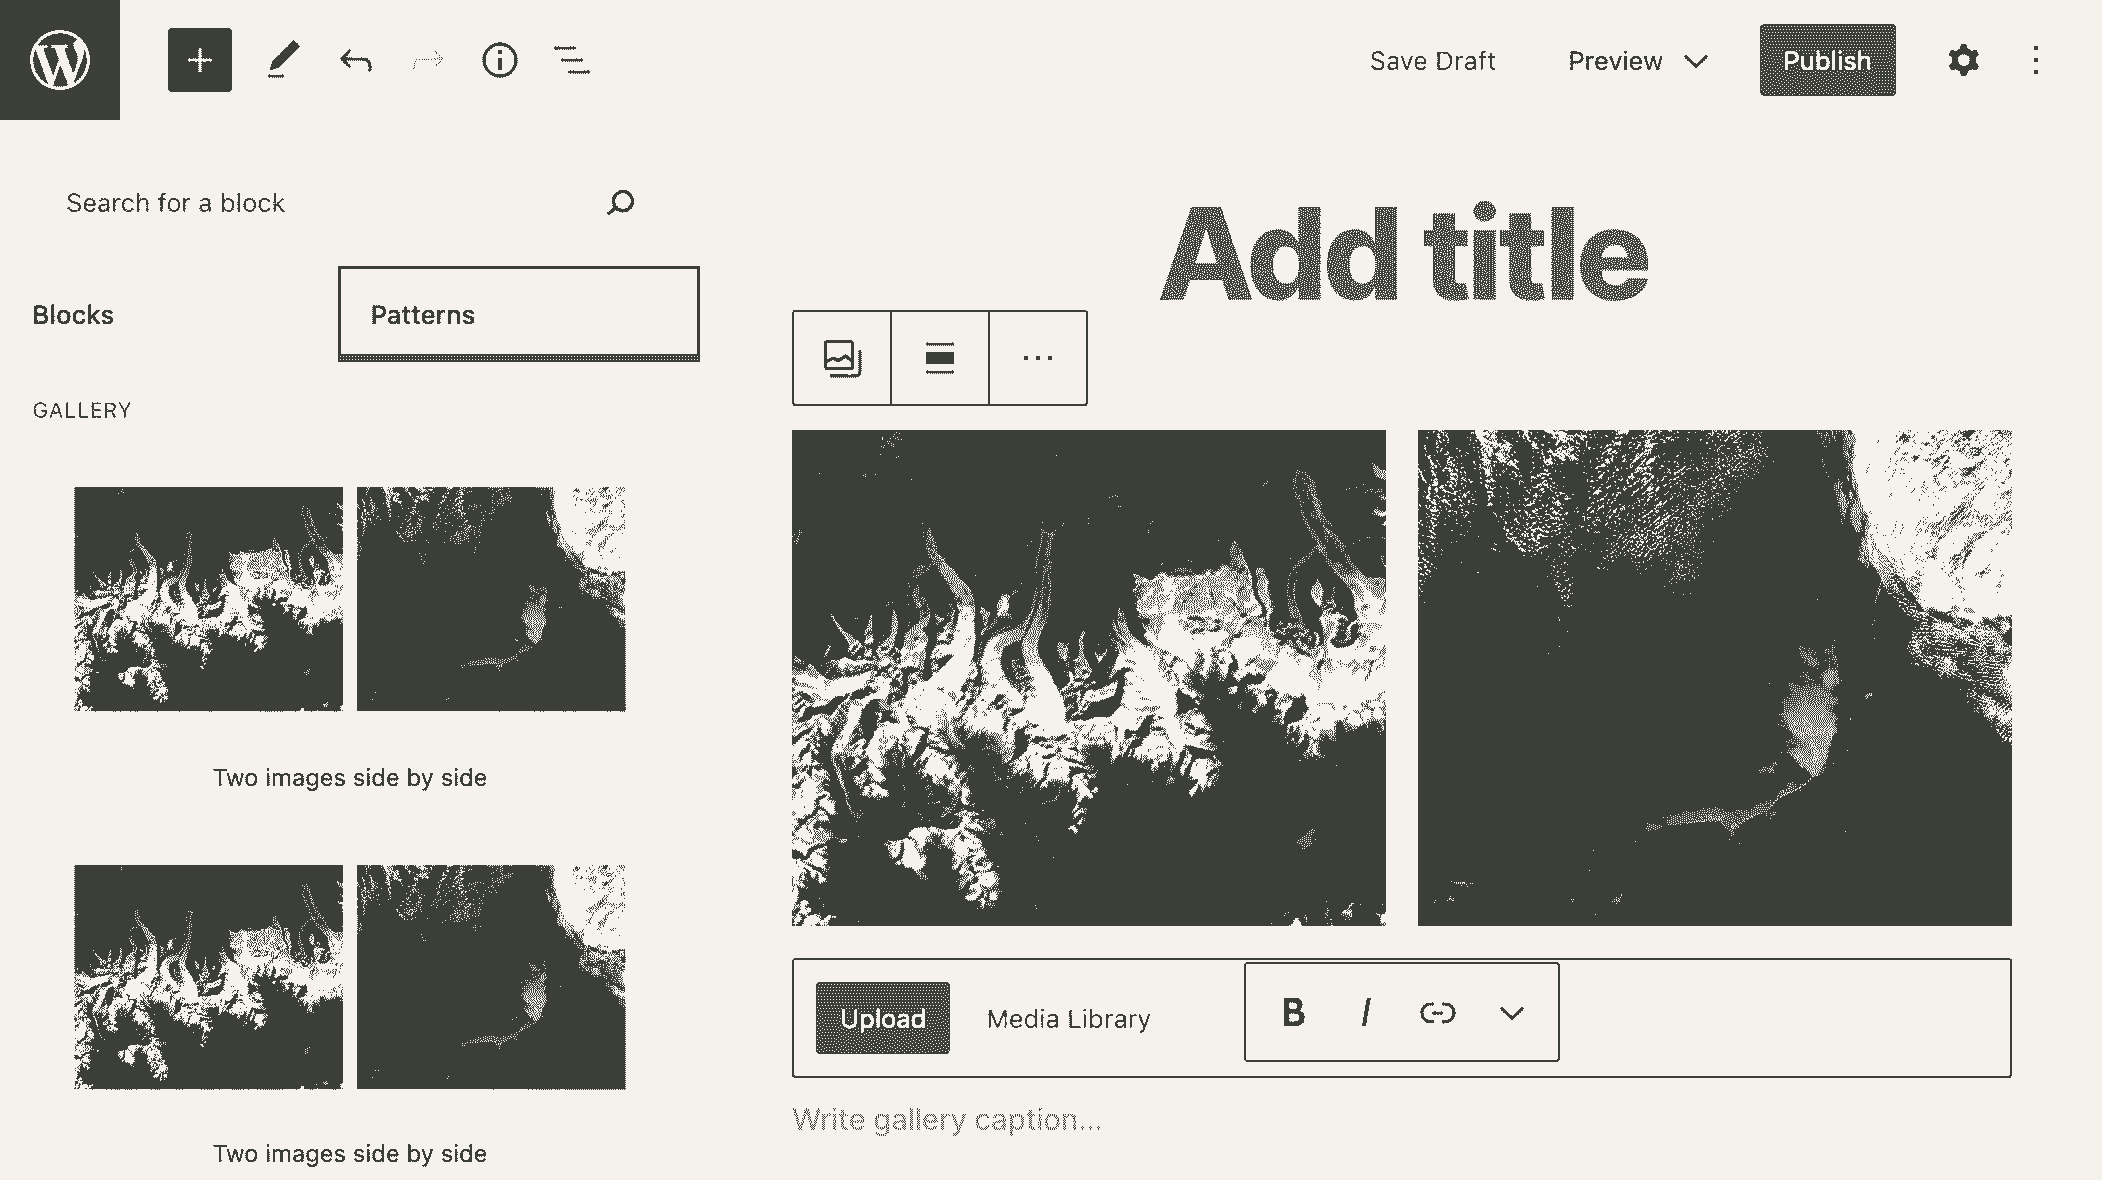 Save Draft
Preview
Publish
Search for a block
Add title
Blocks
Patterns
GALLERY
Two images side by side
Two images side by side
Upload
Media Library
B
I
Write gallery caption...